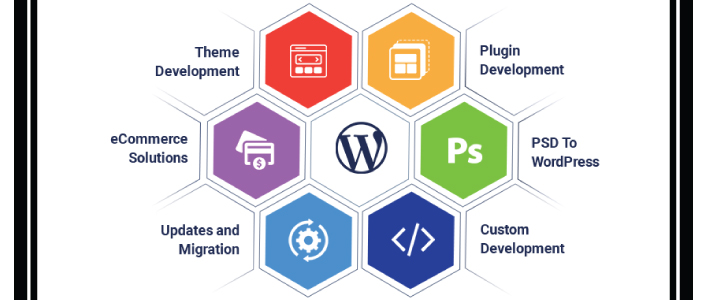 Theme
Development
Plugin
Development
eCommerce
Solutions
W
Ps
PSD To
WordPress
Updates and
Migration
Custom
Development